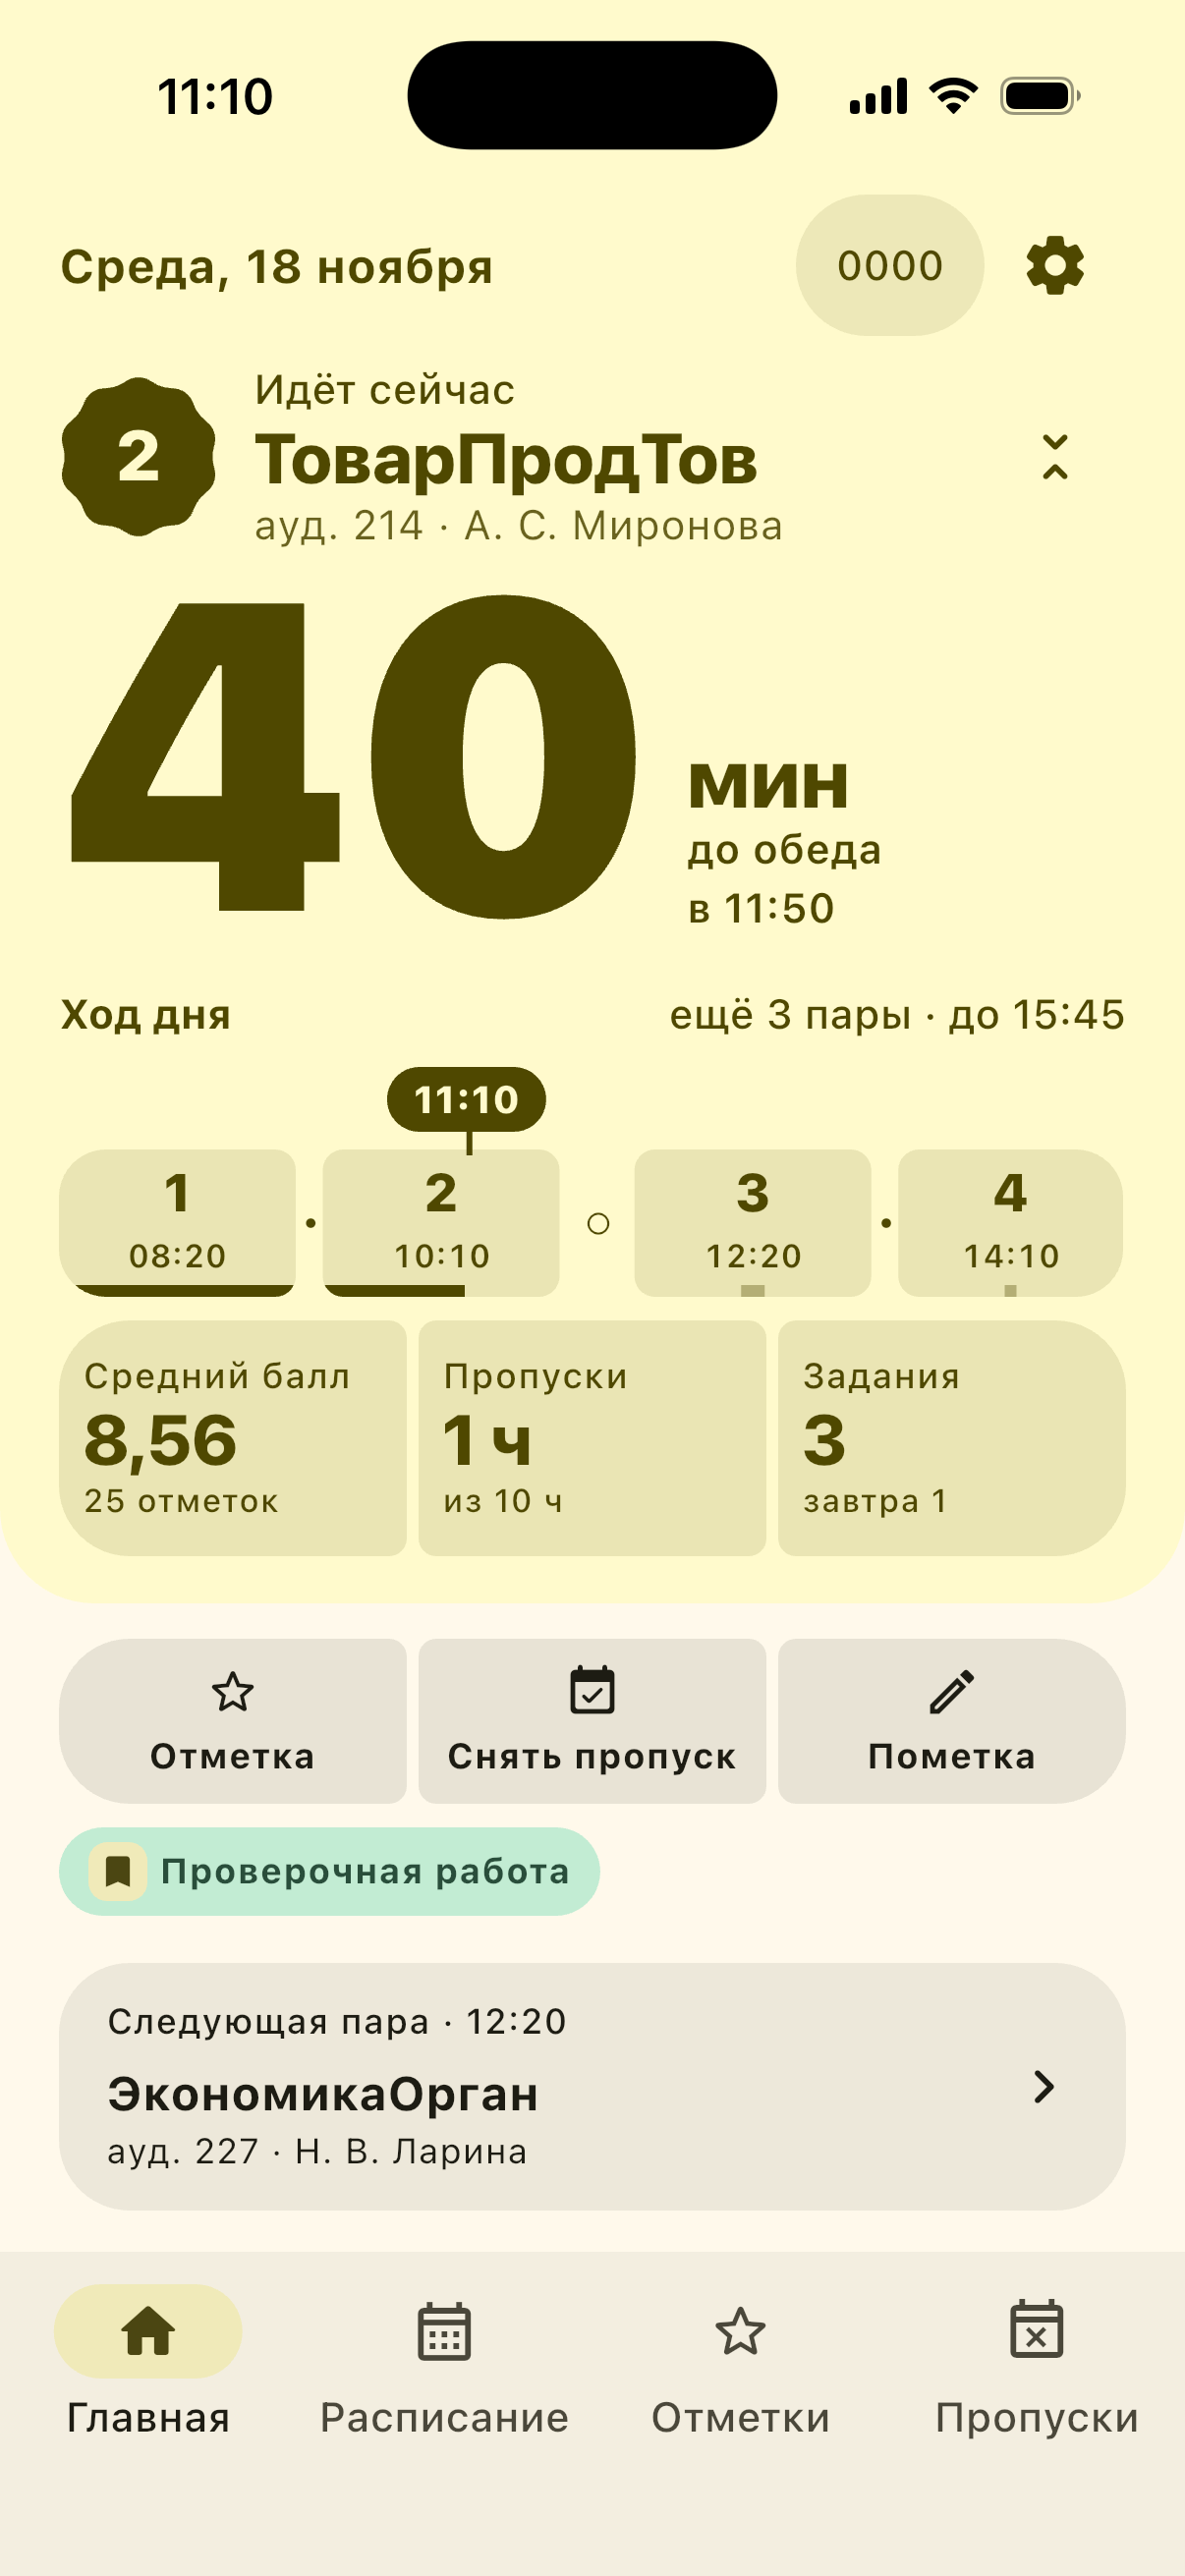 11:10
Среда, 18 ноября
0000
2
Идёт сейчас
ТоварПродТов
ауд. 214 · А. С. Миронова
40
мин
до обеда
в 11:50
Ход дня
ещё 3 пары · до 15:45
11:10
1
08:20
2
10:10
3
12:20
4
14:10
Средний балл
8,56
25 отметок
Пропуски
1 ч
из 10 ч
Задания
3
завтра 1
Отметка
Снять пропуск
Пометка
Проверочная работа
Следующая пара · 12:20
ЭкономикаОрган
ауд. 227 · Н. В. Ларина
Главная
Расписание
Отметки
Пропуски